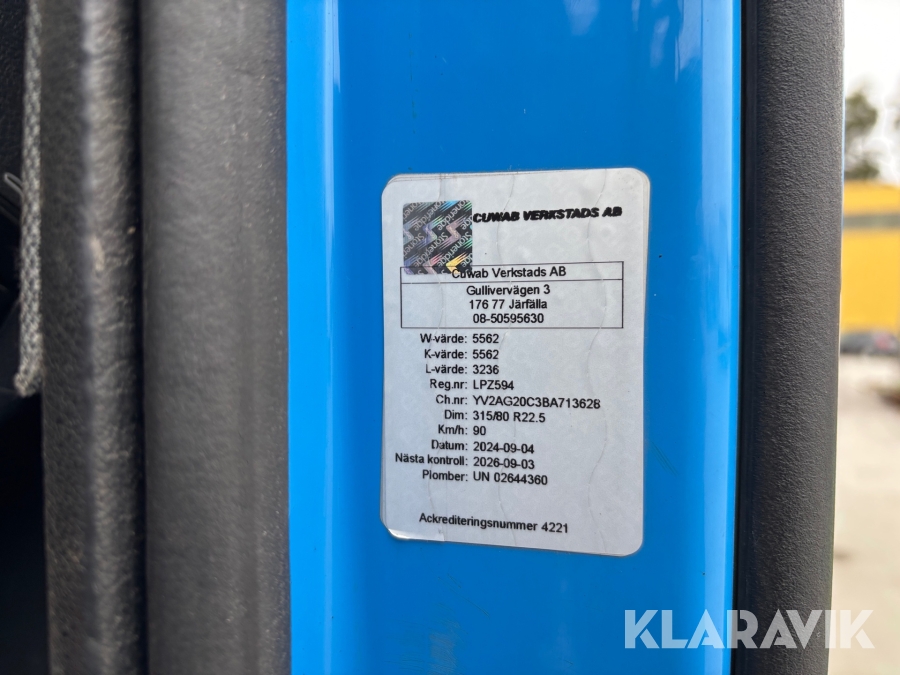 CUWAB VERKSTADS AB
Cuwab Verkstads AB
Gullivervägen 3
176 77 Järfälla
08-50595630
W-värde: 5562
K-värde: 5562
L-värde: 3236
Reg.nr: LPZ594
Ch.nr: YV2AG20C3BA713628
Dim: 315/80 R22.5
Km/h: 90
Datum: 2024-09-04
Nästa kontroll: 2026-09-03
Plomber: UN 02644360
Ackrediteringsnummer 4221
KLARAVIK